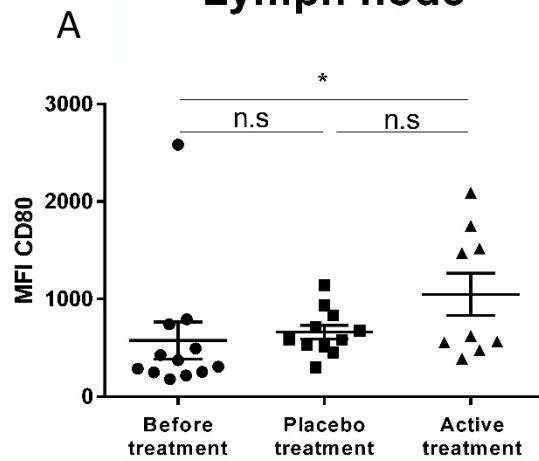 A
*
n.s
n.s
3000
2000
1000
0
MFI CD80
Before
treatment
Placebo
treatment
Active
treatment